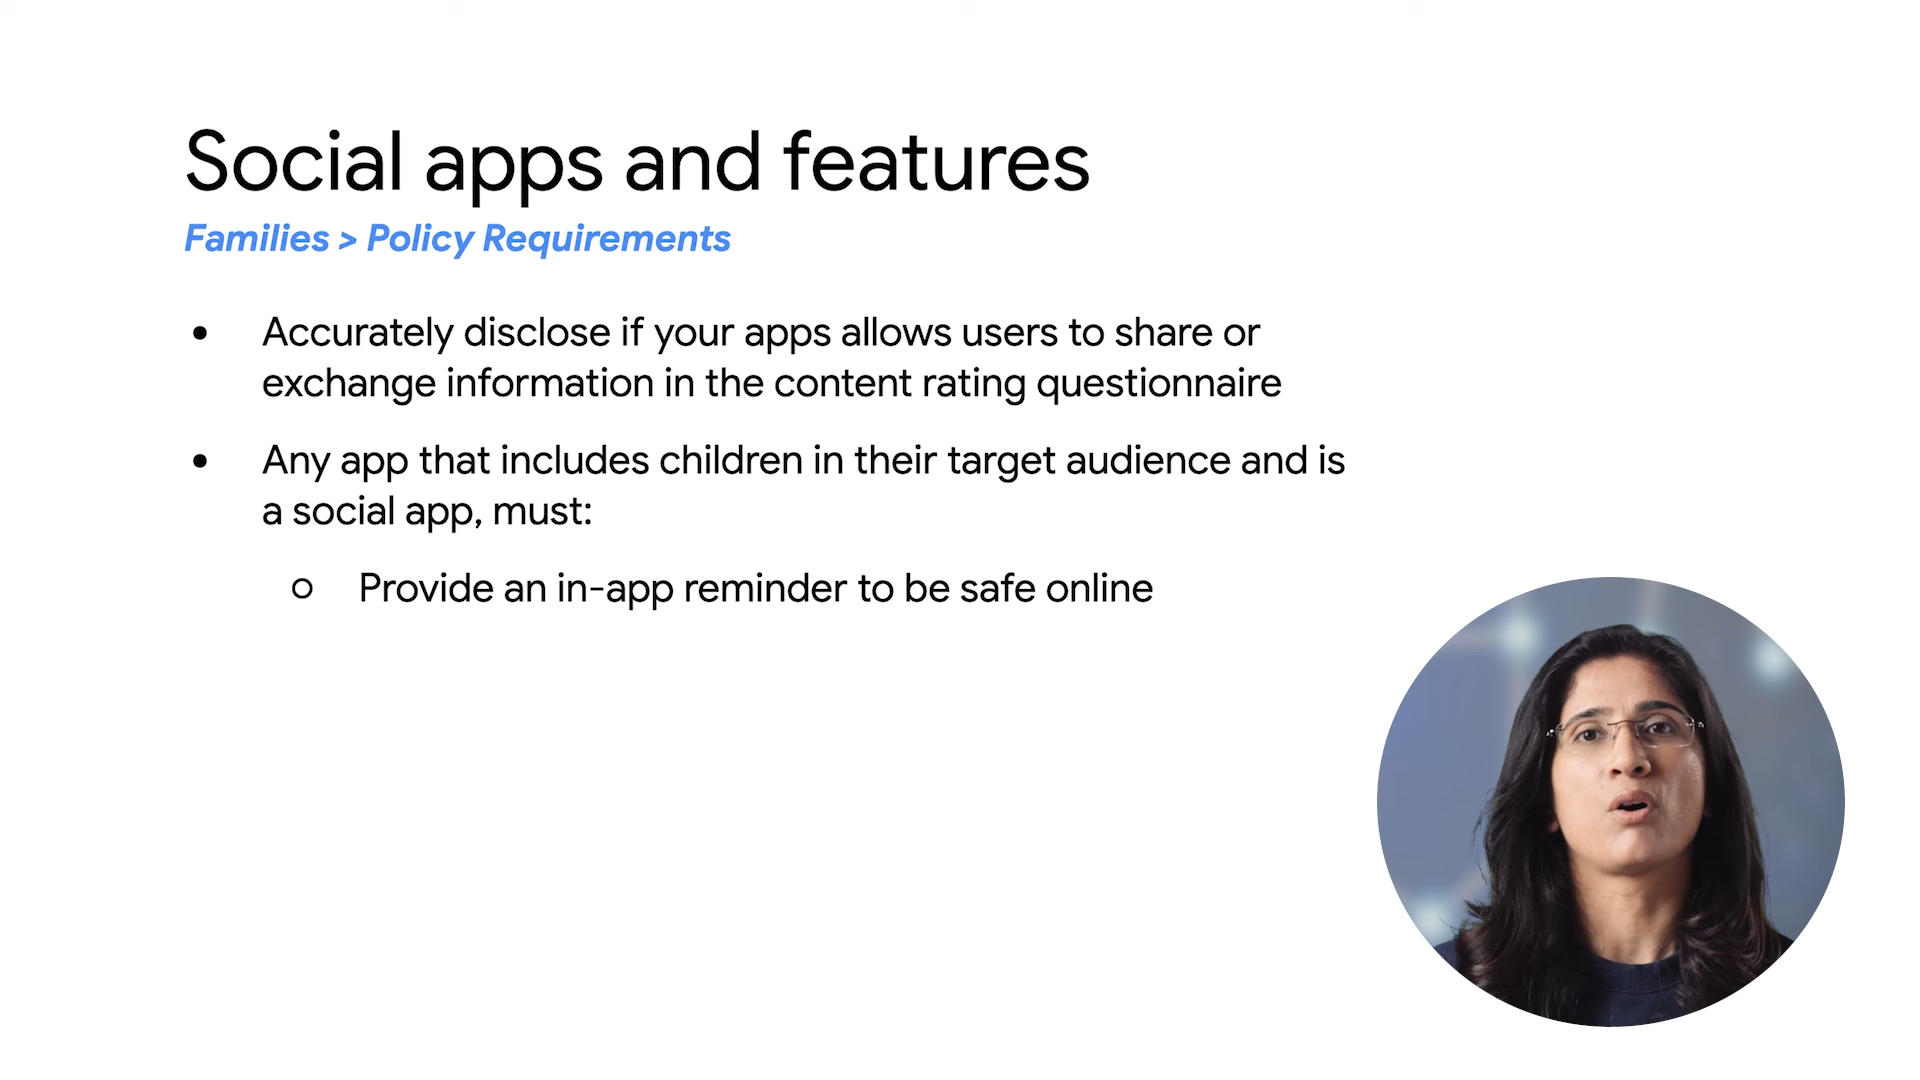 Social apps and features
Families > Policy Requirements
• Accurately disclose if your apps allows users to share or
exchange information in the content rating questionnaire
• Any app that includes children in their target audience and is
a social app, must:
○ Provide an in-app reminder to be safe online